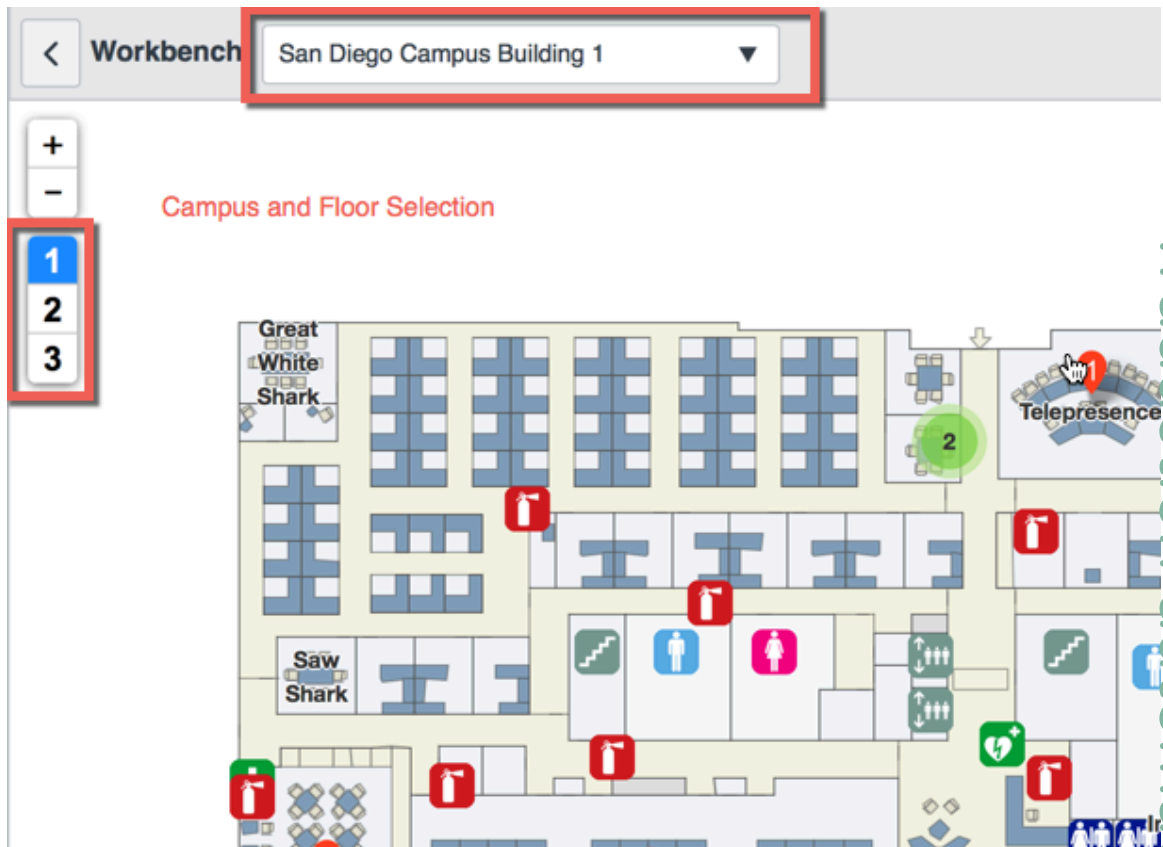 Workbench
San Diego Campus Building 1
+
−
Campus and Floor Selection
1
2
3
Great
White
Shark
1
Telepresence
2
Saw
Shark